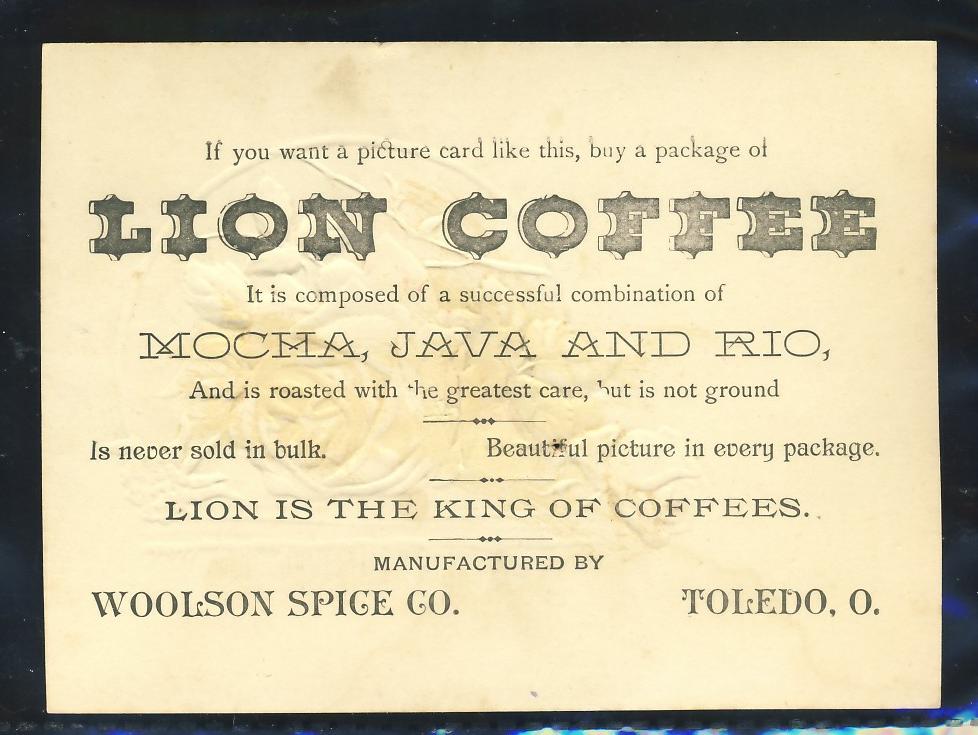 If you want a picture card like this, buy a package of
LION COFFEE
It is composed of a successful combination of
MOCHA, JAVA AND RIO,
And is roasted with the greatest care, but is not ground
Is never sold in bulk. Beautiful picture in every package.
LION IS THE KING OF COFFEES.
MANUFACTURED BY
WOOLSON SPICE CO. TOLEDO, O.